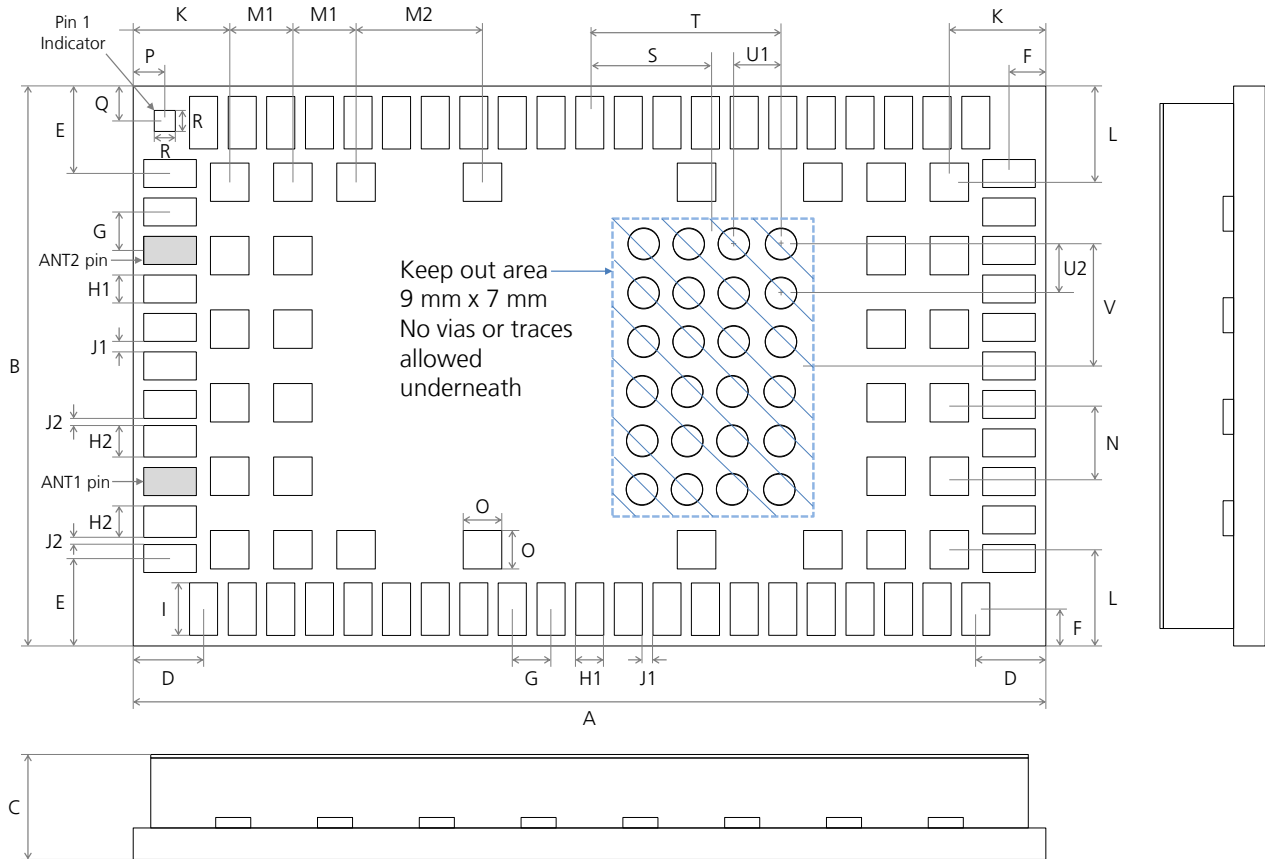 K M1 M1 M2 T K
Pin 1
Indicator
P S U1 F
Q
E R L
R
G
ANT2 pin
U2
H1
Keep out area
9 mm x 7 mm
No vias or traces
allowed
underneath
V
J1
B
J2
H2 N
ANT1 pin
O
H2
J2 O
E I L
F
D G H1 J1 D
A
C